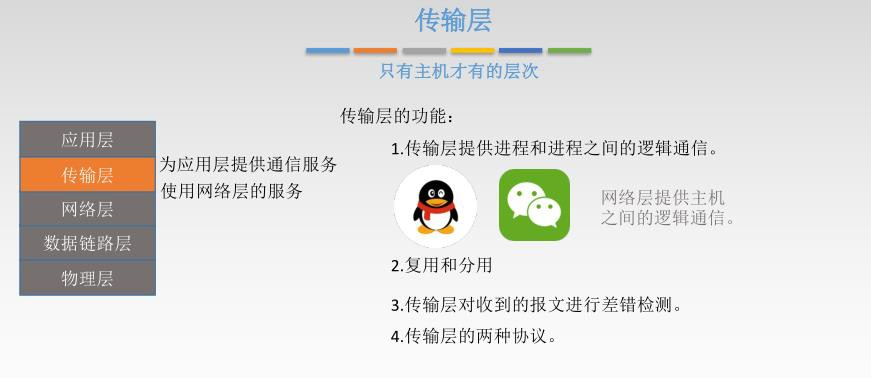 传输层
只有主机才有的层次
应用层
传输层
网络层
数据链路层
物理层
为应用层提供通信服务
使用网络层的服务
传输层的功能：
1.传输层提供进程和进程之间的逻辑通信。
网络层提供主机
之间的逻辑通信。
2.复用和分用
3.传输层对收到的报文进行差错检测。
4.传输层的两种协议。